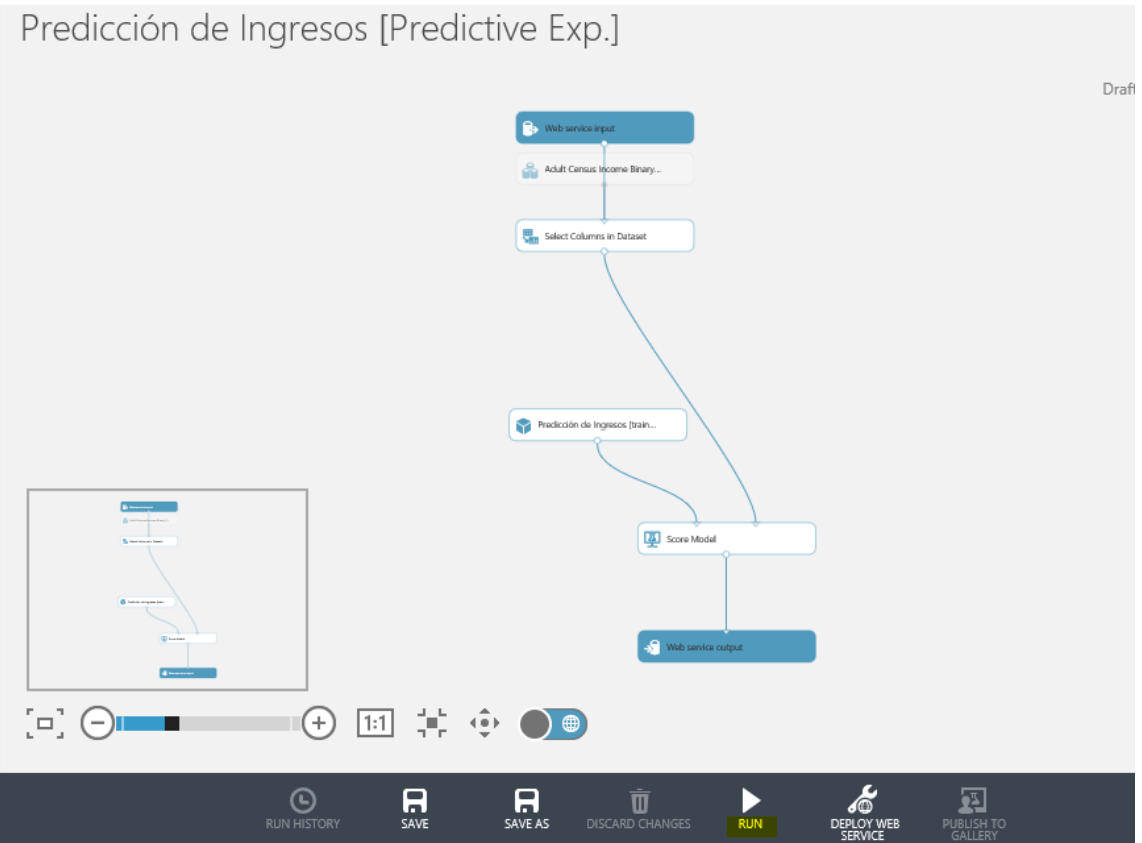 Predicción de Ingresos [Predictive Exp.]
Draft
Web service input
Adult Census Income Binary...
Select Columns in Dataset
Predicción de Ingresos [train...
Score Model
Web service output
1:1
RUN HISTORY
SAVE
SAVE AS
DISCARD CHANGES
RUN
DEPLOY WEB
SERVICE
PUBLISH TO
GALLERY